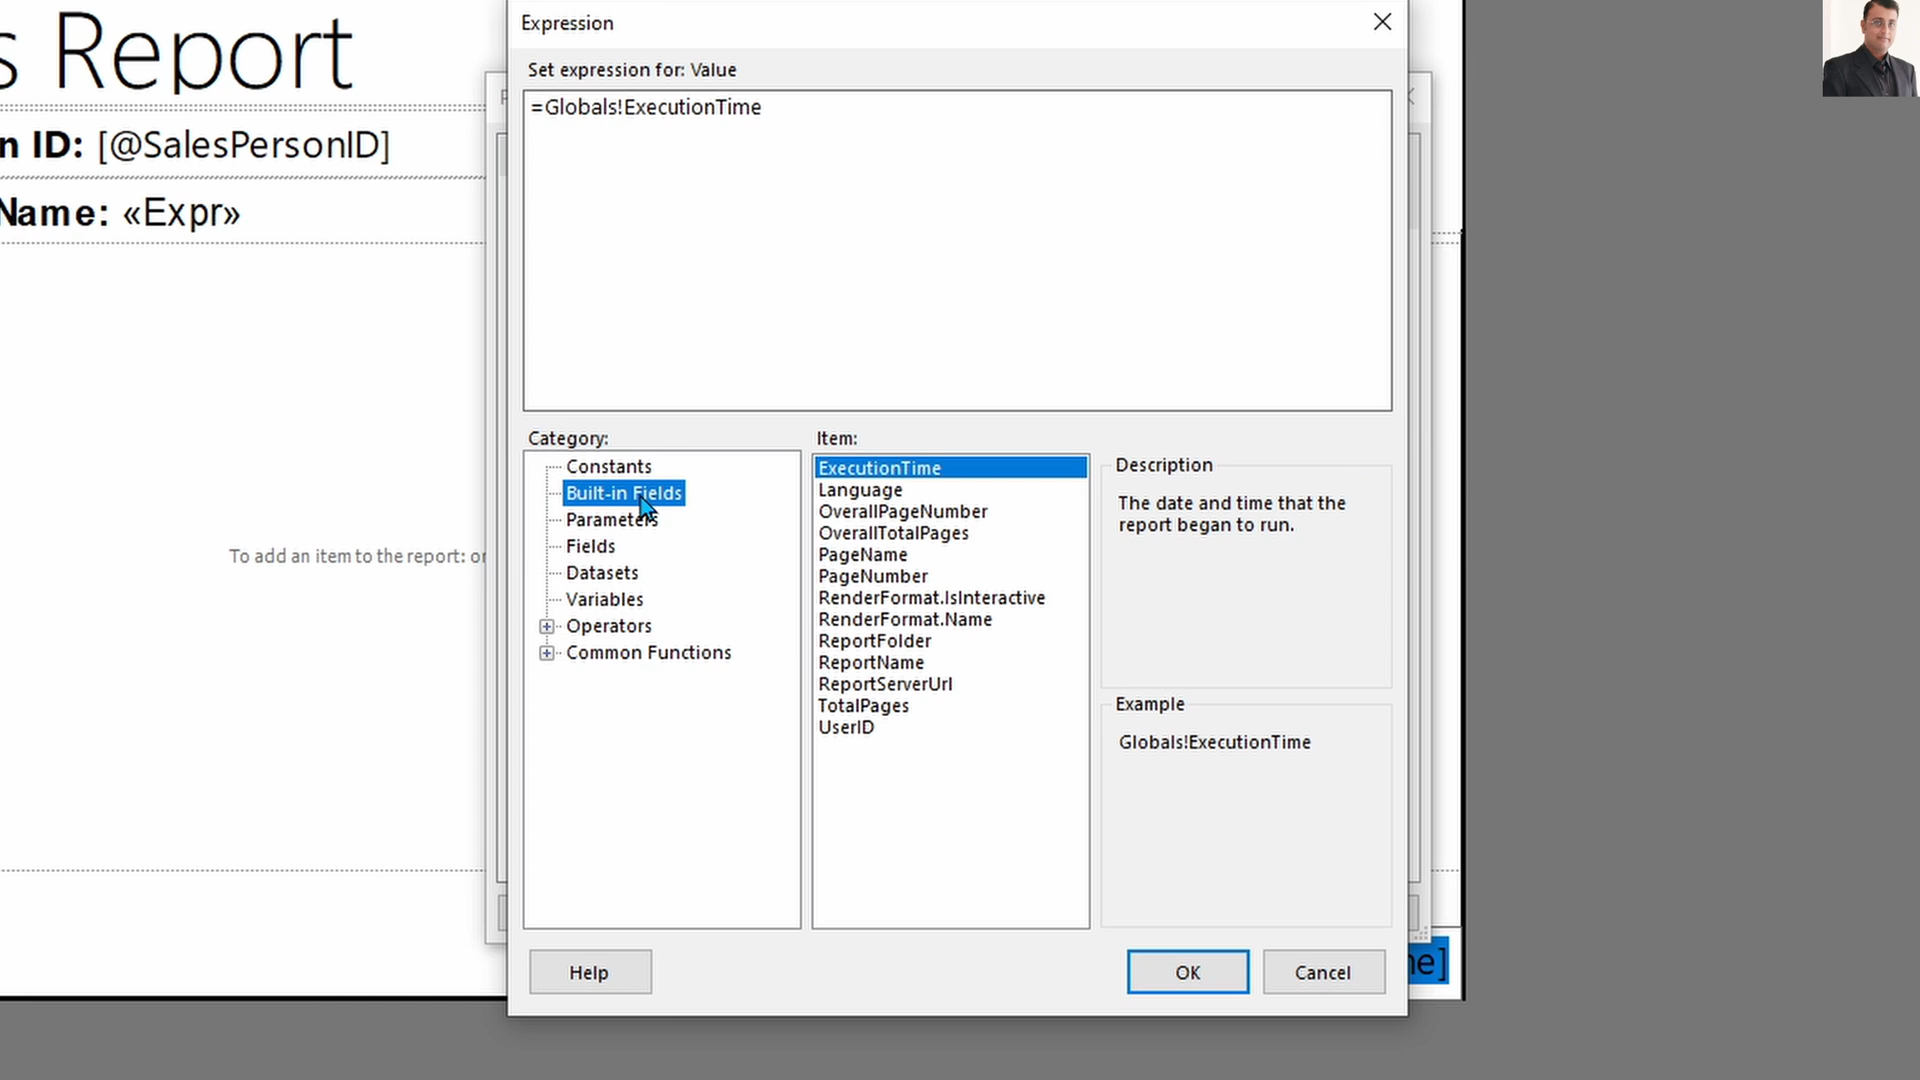 s Report
n ID: [@SalesPersonID]
Name: «Expr»
To add an item to the report:
Expression
Set expression for: Value
=Globals!ExecutionTime
Category:
Constants
Built-in Fields
Parameters
Fields
Datasets
Variables
Operators
Common Functions
Item:
ExecutionTime
Language
OverallPageNumber
OverallTotalPages
PageName
PageNumber
RenderFormat.IsInteractive
RenderFormat.Name
ReportFolder
ReportName
ReportServerUrl
TotalPages
UserID
Description
The date and time that the
report began to run.
Example
Globals!ExecutionTime
Help
OK
Cancel